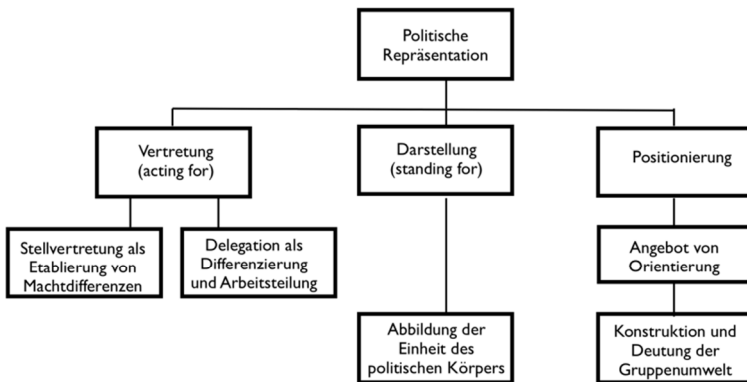 Politische
Repräsentation
Vertretung
(acting for)
Darstellung
(standing for)
Positionierung
Stellvertretung als
Etablierung von
Machtdifferenzen
Delegation als
Differenzierung
und Arbeitsteilung
Angebot von
Orientierung
Abbildung der
Einheit des
politischen Körpers
Konstruktion und
Deutung der
Gruppenumwelt